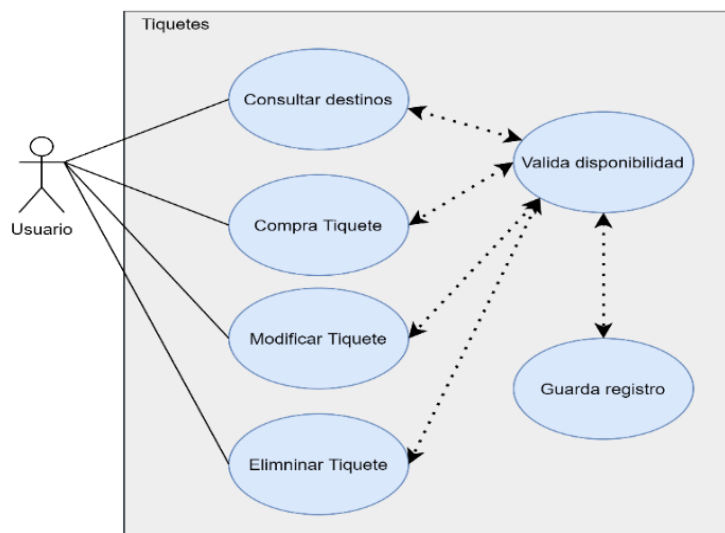 Tiquetes
Consultar destinos
Valida disponibilidad
Usuario
Compra Tiquete
Modificar Tiquete
Guarda registro
Elimninar Tiquete